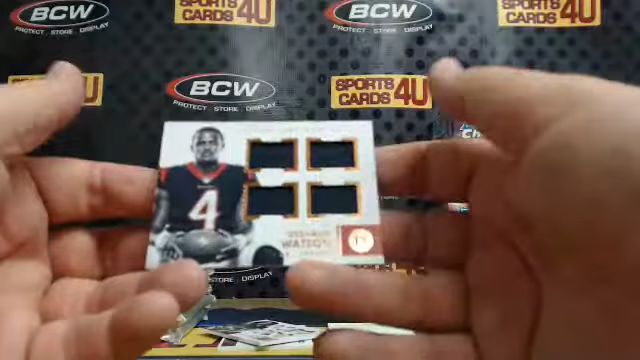 BCW
PROTECT STORE DISPLAY
SPORTS
CARDS 4U
BCW
PROTECT STORE DISPLAY
SPORTS
CARDS 4U
4U
BCW
PROTECT STORE DISPLAY
SPORTS
CARDS 4U
4
WATSON
STORE DISPLAY